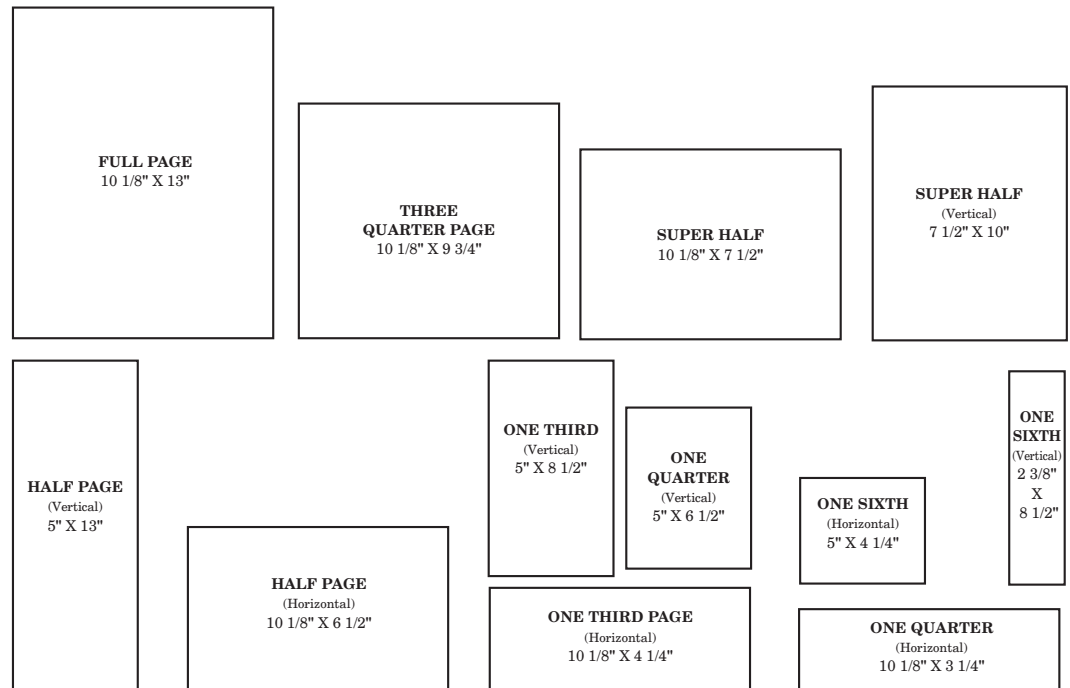 FULL PAGE
10 1/8" X 13"
THREE
QUARTER PAGE
10 1/8" X 9 3/4"
SUPER HALF
10 1/8" X 7 1/2"
SUPER HALF
(Vertical)
7 1/2" X 10"
HALF PAGE
(Vertical)
5" X 13"
HALF PAGE
(Horizontal)
10 1/8" X 6 1/2"
ONE THIRD
(Vertical)
5" X 8 1/2"
ONE
QUARTER
(Vertical)
5" X 6 1/2"
ONE THIRD PAGE
(Horizontal)
10 1/8" X 4 1/4"
ONE SIXTH
(Horizontal)
5" X 4 1/4"
ONE
SIXTH
(Vertical)
2 3/8"
X
8 1/2"
ONE QUARTER
(Horizontal)
10 1/8" X 3 1/4"